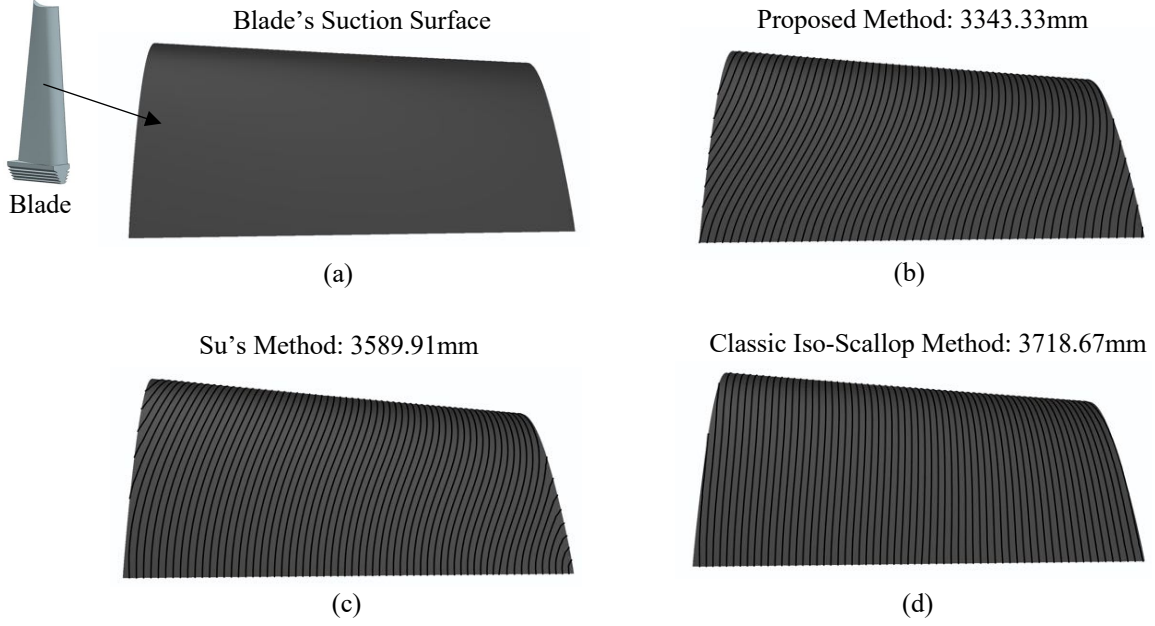 Blade’s Suction Surface
Blade
(a)
Proposed Method: 3343.33mm
(b)
Su’s Method: 3589.91mm
(c)
Classic Iso-Scallop Method: 3718.67mm
(d)